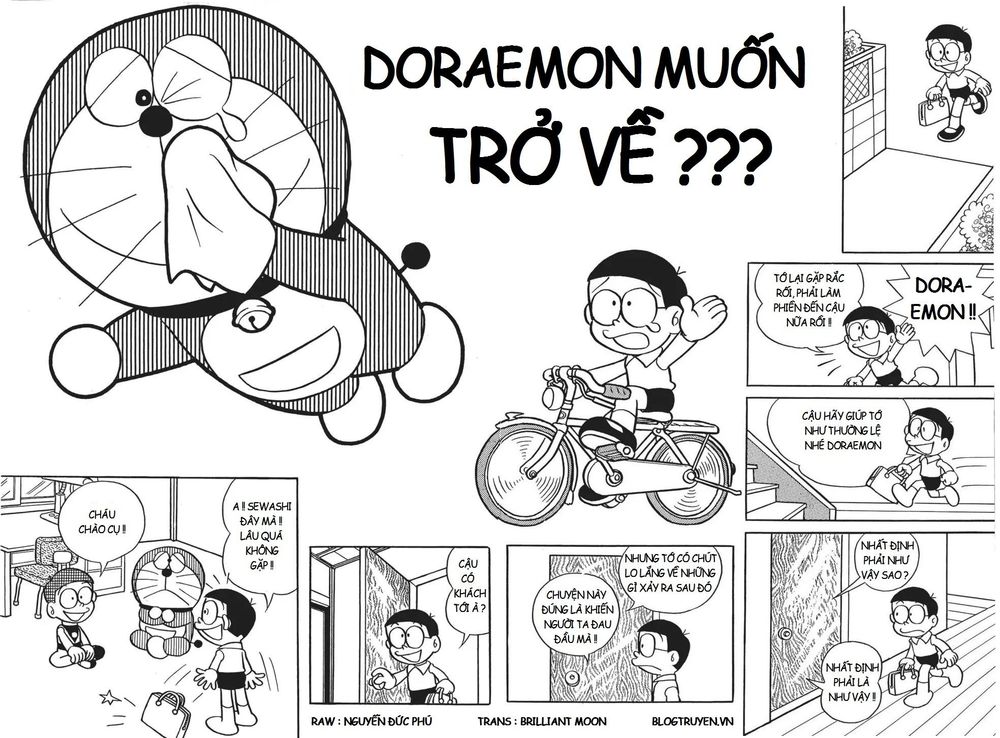 DORAEMON MUỐN
TRỞ VỀ ???
DORA-
EMON !!
TỚ LẠI GẶP RẮC
RỐI, PHẢI LÀM
PHIỀN ĐẾN CẬU
NỮA RỒI !!
CẬU HÃY GIÚP TỚ
NHƯ THƯỜNG LỆ
NHÉ DORAEMON
NHẤT ĐỊNH
PHẢI NHƯ
VẬY SAO ?
NHẤT ĐỊNH
PHẢI LÀ
NHƯ VẬY !!
NHƯNG TỚ CÓ CHÚT
LO LẮNG VỀ NHỮNG
GÌ XẢY RA SAU ĐÓ
CHUYỆN NÀY
ĐÚNG LÀ KHIẾN
NGƯỜI TA ĐAU
ĐẦU MÀ !!
CẬU
CÓ
KHÁCH
TỚI À ?
A !! SEWASHI
ĐÂY MÀ !!
LÂU QUÁ
KHÔNG
GẶP !!
CHÁU
CHÀO CỤ !!
RAW : NGUYỄN ĐỨC PHÚ TRANS : BRILLIANT MOON BLOGTRUYEN.VN